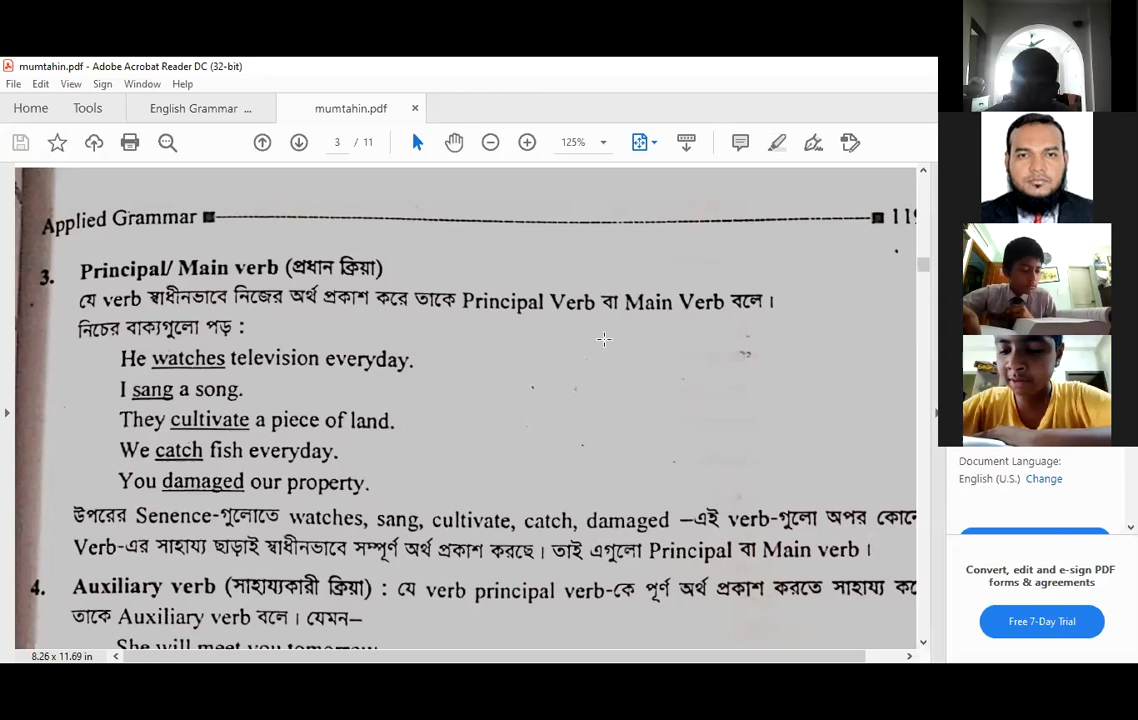 mumtahin.pdf - Adobe Acrobat Reader DC (32-bit)
File Edit View Sign Window Help
Home Tools English Grammar ... mumtahin.pdf ×
3 / 11 125%
Applied Grammar 119
3. Principal/ Main verb (প্রধান ক্রিয়া)
যে verb স্বাধীনভাবে নিজের অর্থ প্রকাশ করে তাকে Principal Verb বা Main Verb বলে।
নিচের বাক্যগুলো পড় :
He watches television everyday.
I sang a song.
They cultivate a piece of land.
We catch fish everyday.
You damaged our property.
উপরের Senence-গুলোতে watches, sang, cultivate, catch, damaged –এই verb-গুলো অপর কোনে
Verb-এর সাহায্য ছাড়াই স্বাধীনভাবে সম্পূর্ণ অর্থ প্রকাশ করছে। তাই এগুলো Principal বা Main verb।
4. Auxiliary verb (সাহায্যকারী ক্রিয়া) : যে verb principal verb-কে পূর্ণ অর্থ প্রকাশ করতে সাহায্য কে
তাকে Auxiliary verb বলে। যেমন–
She will meet you tomorrow
8.26 x 11.69 in
Document Language:
English (U.S.) Change
Convert, edit and e-sign PDF
forms & agreements
Free 7-Day Trial